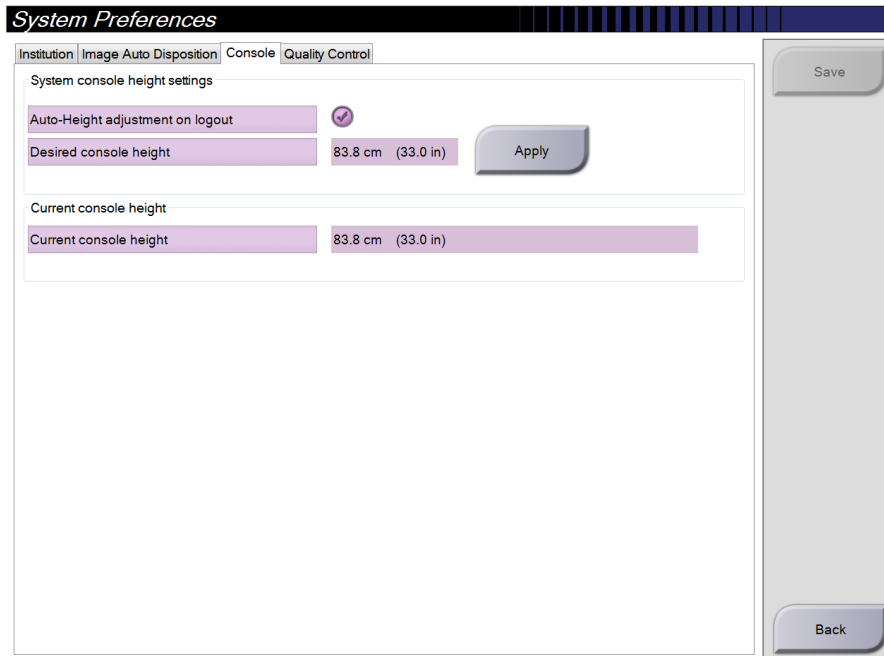 System Preferences
Institution Image Auto Disposition Console Quality Control
Save
System console height settings
Auto-Height adjustment on logout
Desired console height 83.8 cm (33.0 in) Apply
Current console height
Current console height 83.8 cm (33.0 in)
Back